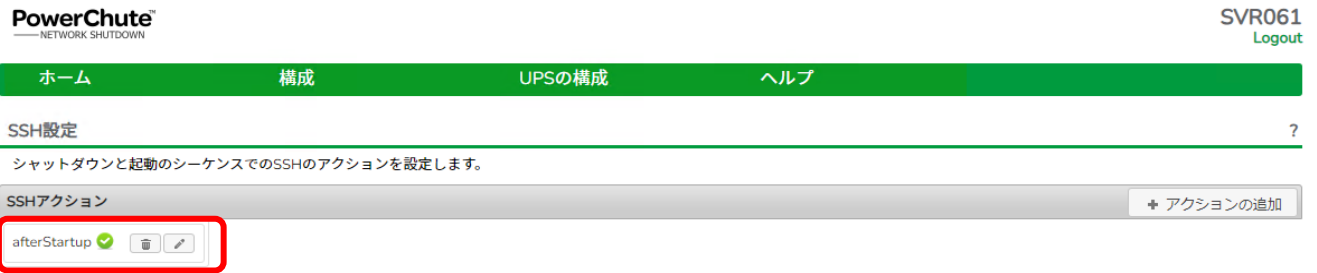 PowerChute™
NETWORK SHUTDOWN
SVR061
Logout
ホーム 構成 UPSの構成 ヘルプ
SSH設定 ?
シャットダウンと起動のシーケンスでのSSHのアクションを設定します。
SSHアクション
+ アクションの追加
afterStartup